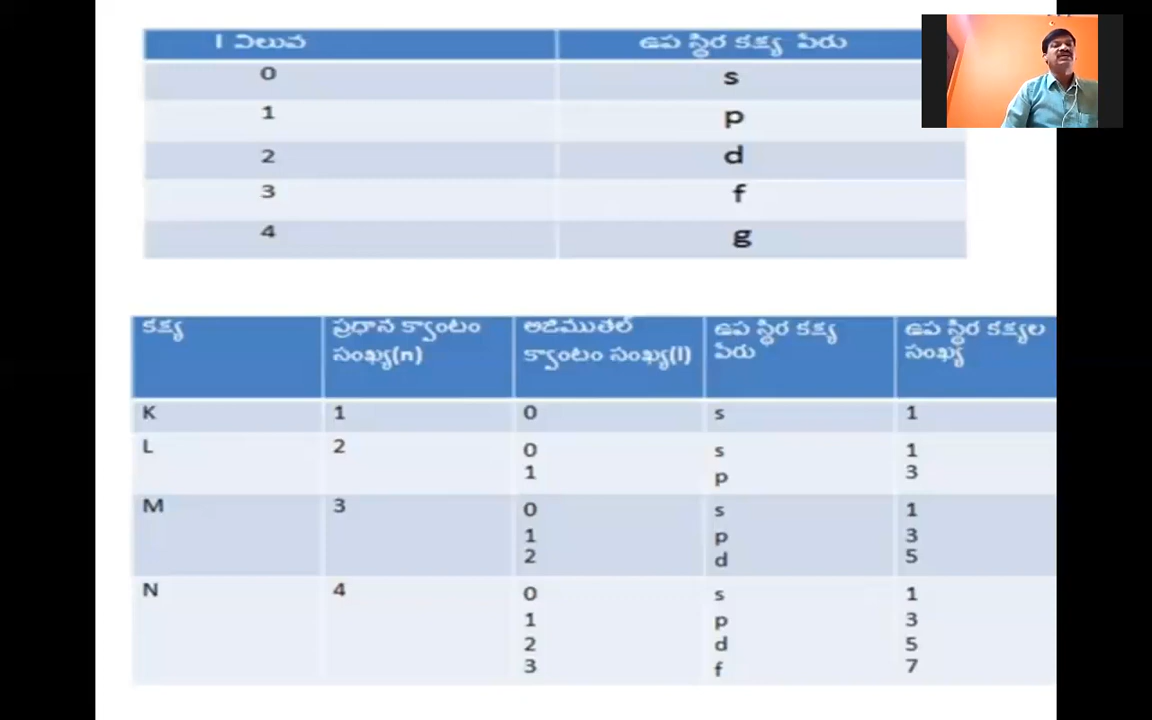 l విలువ ఉప స్థిర కక్ష్య పేరు
0 s
1 p
2 d
3 f
4 g
కక్ష్య ప్రధాన క్వాంటం అజిముతల్ ఉప స్థిర కక్ష్య ఉప స్థిర కక్ష్యల
సంఖ్య(n) క్వాంటం సంఖ్య(l) పేరు సంఖ్య
K 1 0 s 1
L 2 0 s 1
1 p 3
M 3 0 s 1
1 p 3
2 d 5
N 4 0 s 1
1 p 3
2 d 5
3 f 7